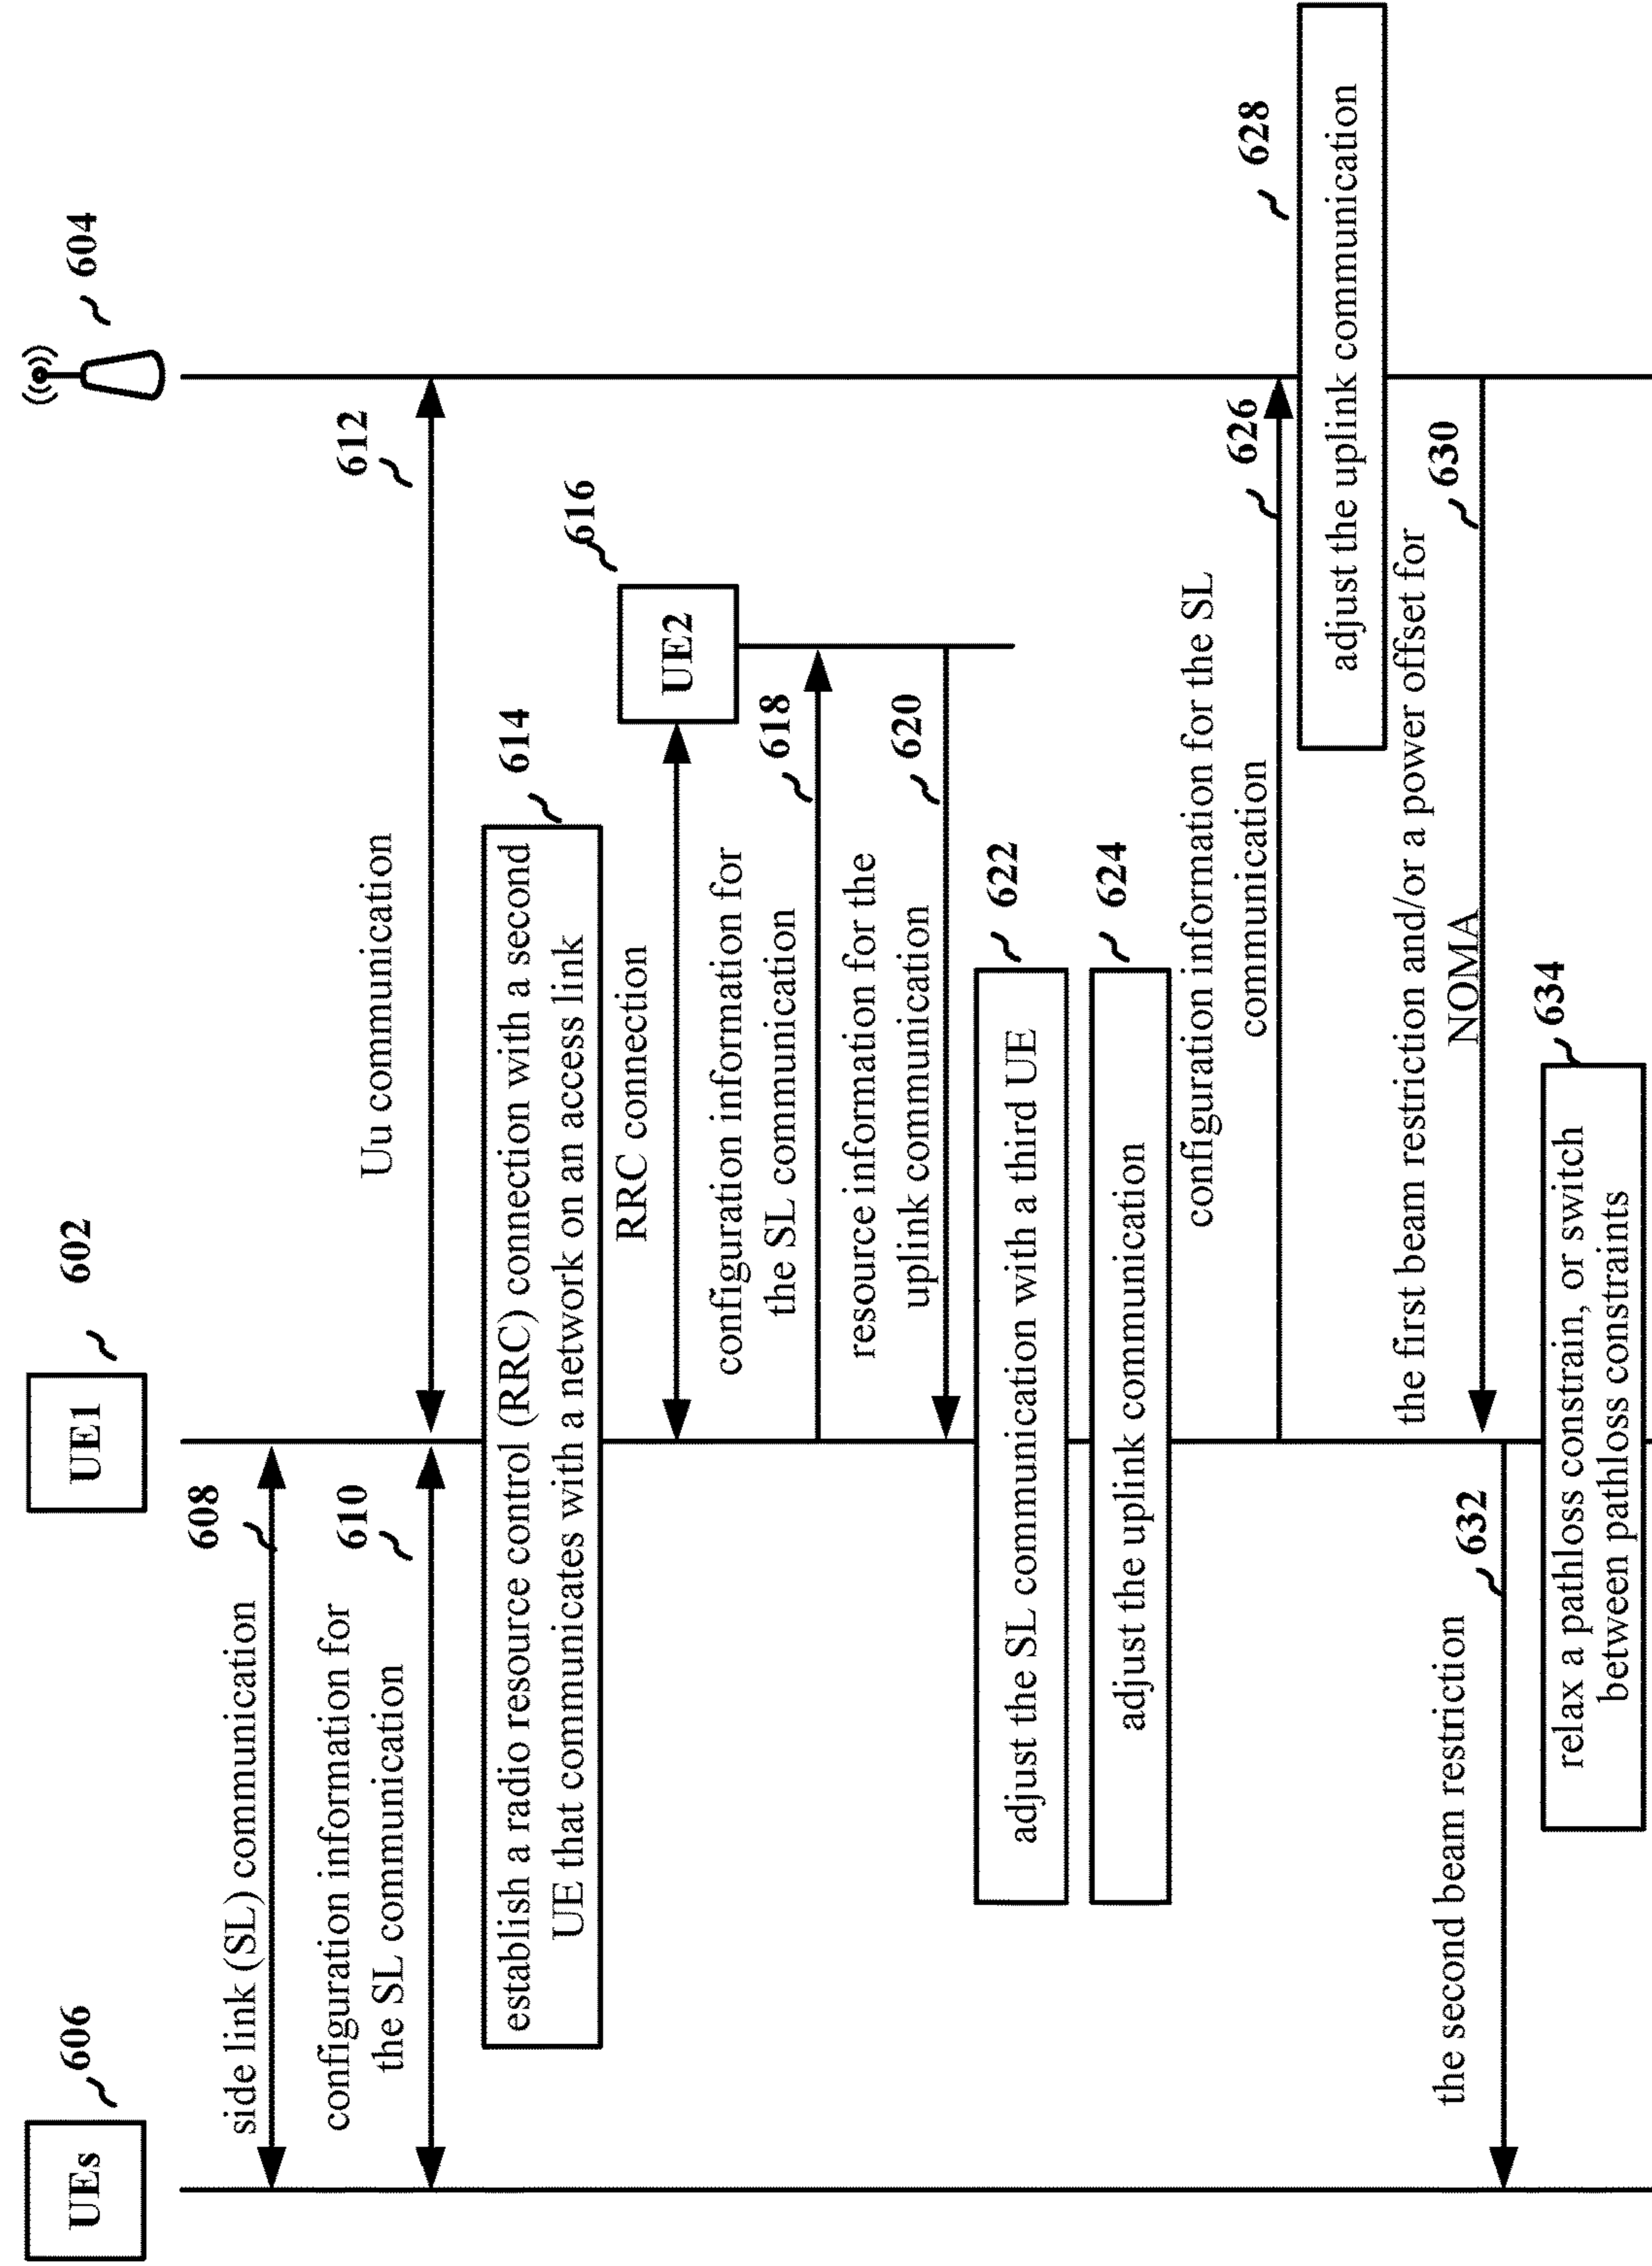 UEs
606
UE1
602
604
side link (SL) communication
608
configuration information for
the SL communication
610
Uu communication
612
establish a radio resource control (RRC) connection with a second
UE that communicates with a network on an access link
614
RRC connection
UE2
616
configuration information for
the SL communication
618
resource information for the
uplink communication
620
adjust the SL communication with a third UE
622
adjust the uplink communication
624
configuration information for the SL
communication
626
adjust the uplink communication
628
the first beam restriction and/or a power offset for
NOMA
630
the second beam restriction
632
relax a pathloss constrain, or switch
between pathloss constraints
634